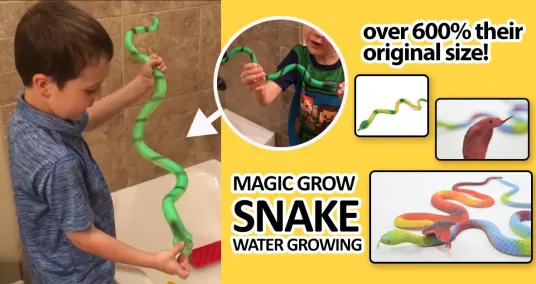 over 600% their
original size!
MAGIC GROW
SNAKE
WATER GROWING